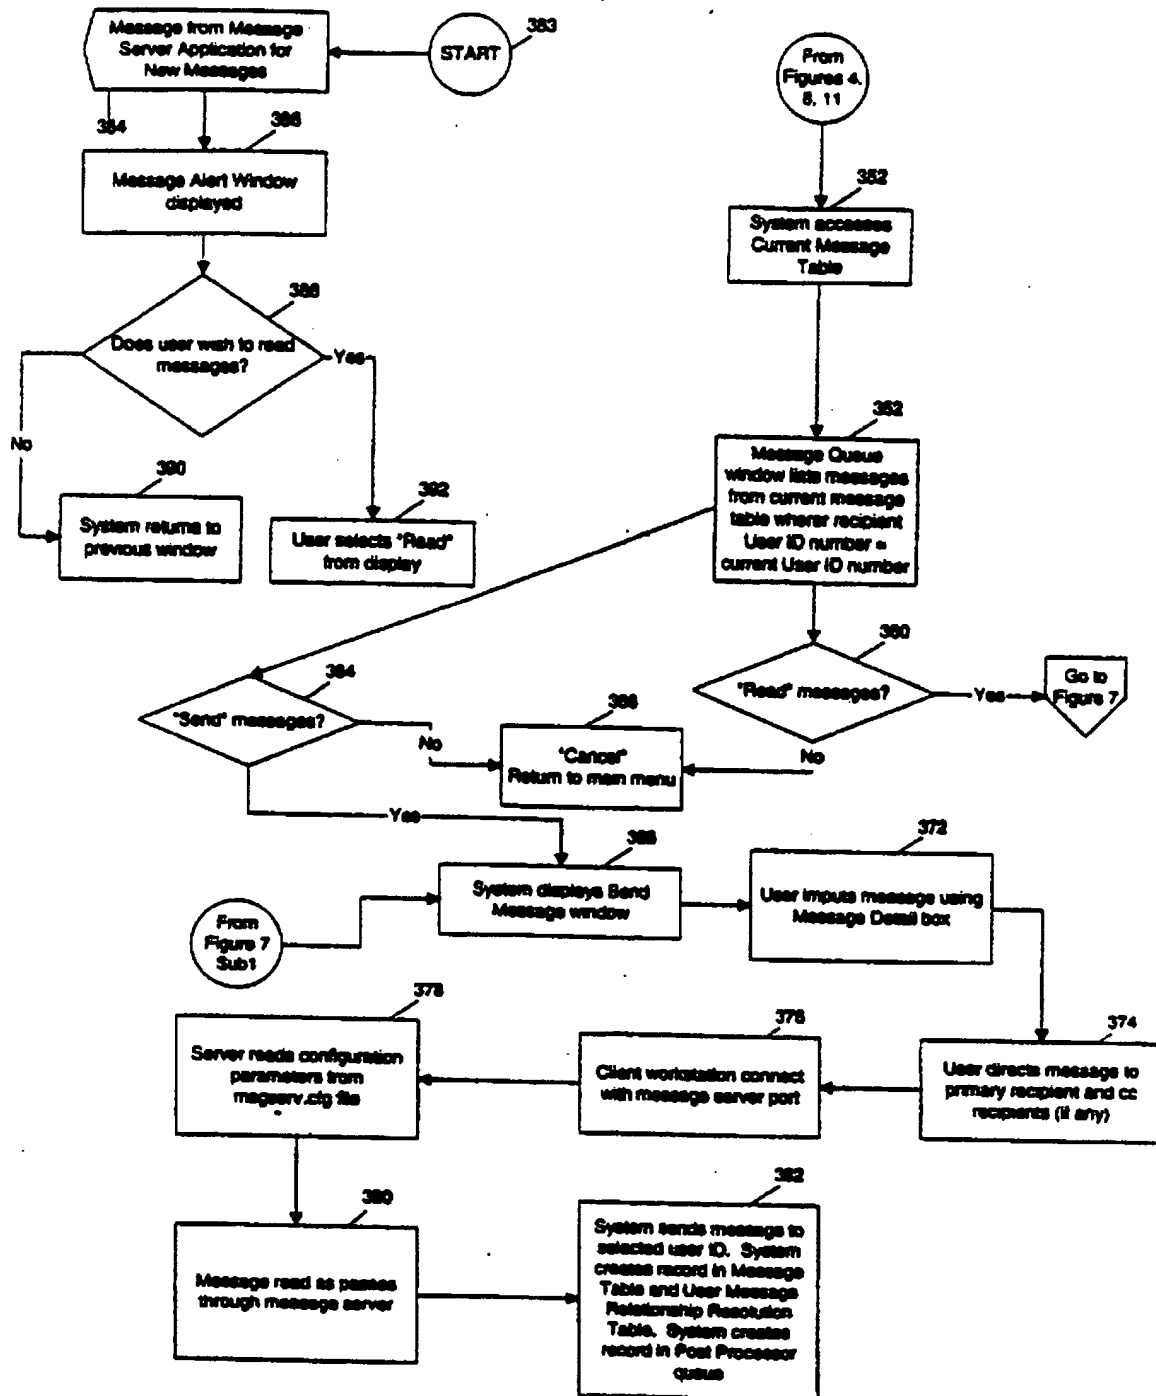 Message from Message
Server Application for
New Messages
START
383
384
386
Message Alert Window
displayed
388
Does user wish to read
messages?
Yes
No
390
System returns to
previous window
392
User selects "Read"
from display
From
Figures 4,
11
352
System accesses
Current Message
Table
Message Queue
window lists messages
from current message
table wherer recipient
User ID number =
current User ID number
360
"Read" messages?
Yes
Go to
Figure 7
No
"Send" messages?
No
"Cancel"
Return to main menu
Yes
System displays Send
Message window
From
Figure 7
Sub1
372
User imputs message using
Message Detail box
374
User directs message to
primary recipient and cc
recipients (if any)
376
Client workstation connect
with message server port
378
Server reads configuration
parameters from
msgserv.cfg file
380
Message read as passes
through message server
382
System sends message to
selected user ID. System
creates record in Message
Table and User Message
Relationship Resolution
Table. System creates
record in Post Processor
queue